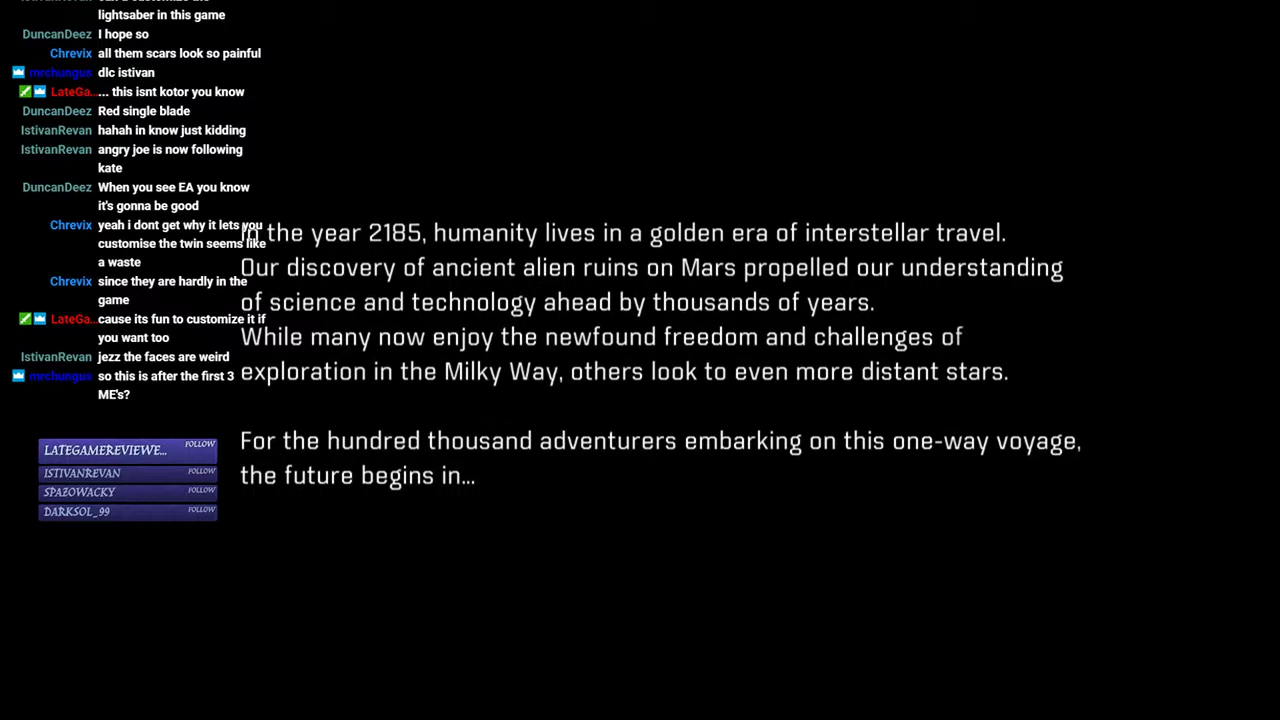 lightsaber in this game
DuncanDeez I hope so
Chrevix all them scars look so painful
mrchungus dlc istivan
LateGa... ... this isnt kotor you know
DuncanDeez Red single blade
IstivanRevan hahah in know just kidding
IstivanRevan angry joe is now following
kate
DuncanDeez When you see EA you know
it's gonna be good
Chrevix yeah i dont get why it lets you
customise the twin seems like
a waste
Chrevix since they are hardly in the
game
LateGa... cause its fun to customize it if
you want too
IstivanRevan jezz the faces are weird
mrchungus so this is after the first 3
ME's?
LATEGAMEREVIEWE... FOLLOW
ISTIVANREVAN FOLLOW
SPAZOWACKY FOLLOW
DARKSOL_99 FOLLOW
In the year 2185, humanity lives in a golden era of interstellar travel.
Our discovery of ancient alien ruins on Mars propelled our understanding
of science and technology ahead by thousands of years.
While many now enjoy the newfound freedom and challenges of
exploration in the Milky Way, others look to even more distant stars.
For the hundred thousand adventurers embarking on this one-way voyage,
the future begins in...